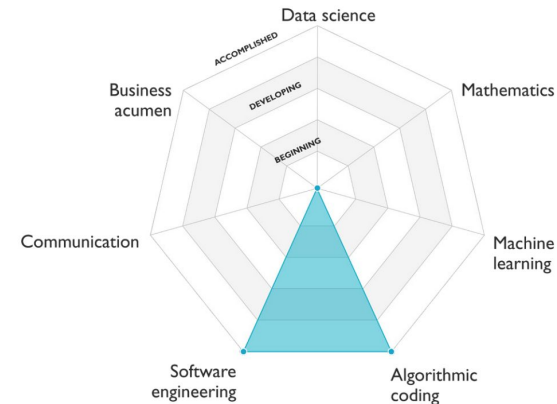 Data science
ACCOMPLISHED
Business
acumen
DEVELOPING
Mathematics
BEGINNING
Communication
Machine
learning
Software
engineering
Algorithmic
coding